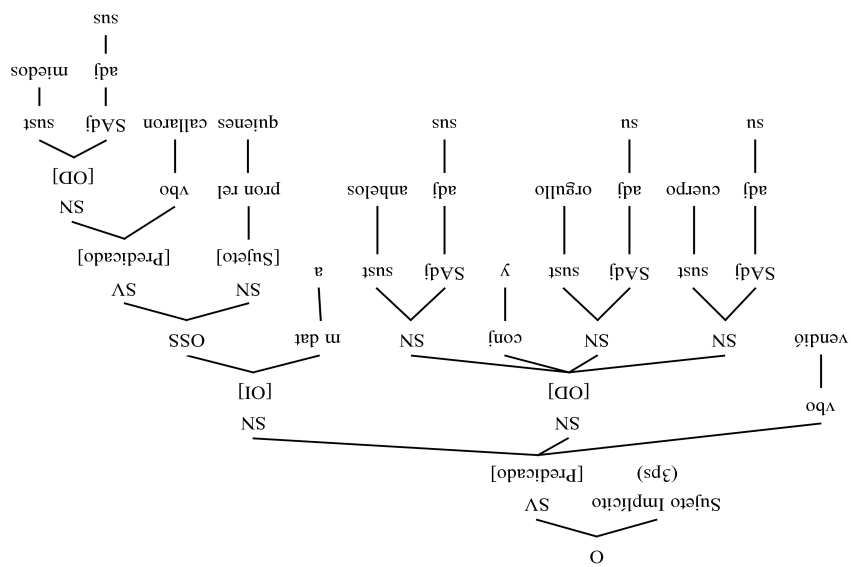 O
Sujeto Implícito SV
(3ps) [Predicado]
vbo SN SN
[OD] [OI]
vendió SN SN conj SN m dat OSS
SAdj sust SAdj sust y SAdj sust a SN SV
[Sujeto] [Predicado]
adj cuerpo adj orgullo adj anhelos pron rel vbo SN
[OD]
su su sus quienes callaron SAdj sust
adj miedos
sus